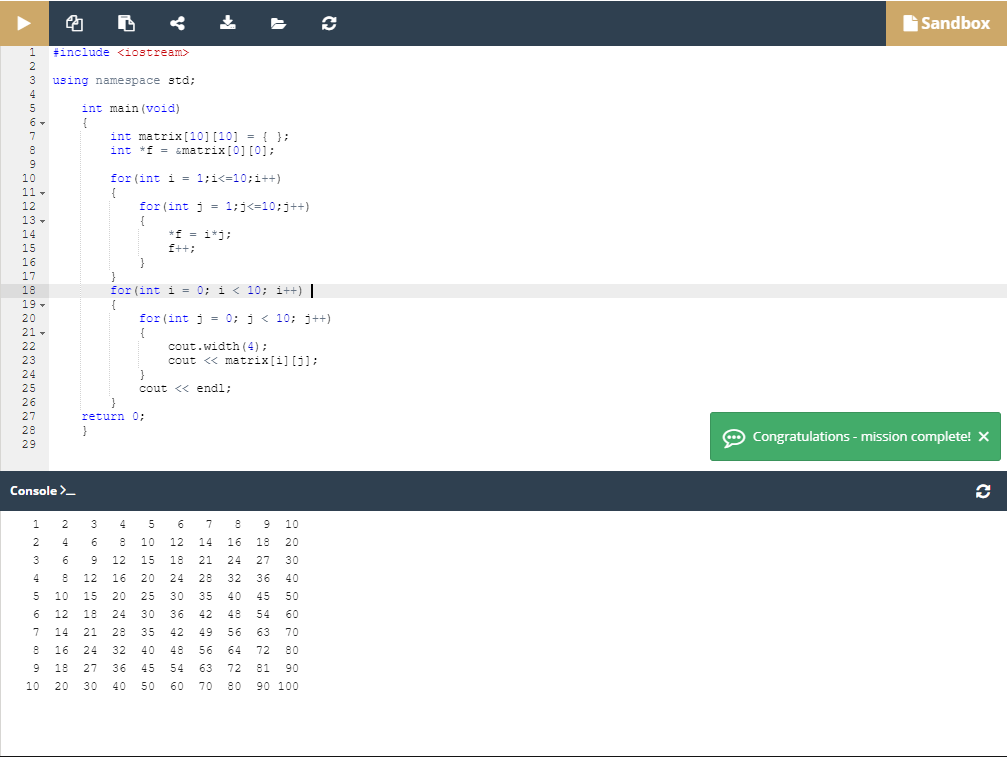 Sandbox
1 #include <iostream>
2
3 using namespace std;
4
5     int main(void)
6     {
7         int matrix[10][10] = { };
8         int *f = &matrix[0][0];
9
10         for(int i = 1;i<=10;i++)
11         {
12             for(int j = 1;j<=10;j++)
13             {
14                 *f = i*j;
15                 f++;
16             }
17         }
18         for(int i = 0; i < 10; i++)
19         {
20             for(int j = 0; j < 10; j++)
21             {
22                 cout.width(4);
23                 cout << matrix[i][j];
24             }
25             cout << endl;
26         }
27     return 0;
28     }
29
Congratulations - mission complete! ×
Console >_
   1   2   3   4   5   6   7   8   9  10
   2   4   6   8  10  12  14  16  18  20
   3   6   9  12  15  18  21  24  27  30
   4   8  12  16  20  24  28  32  36  40
   5  10  15  20  25  30  35  40  45  50
   6  12  18  24  30  36  42  48  54  60
   7  14  21  28  35  42  49  56  63  70
   8  16  24  32  40  48  56  64  72  80
   9  18  27  36  45  54  63  72  81  90
  10  20  30  40  50  60  70  80  90 100